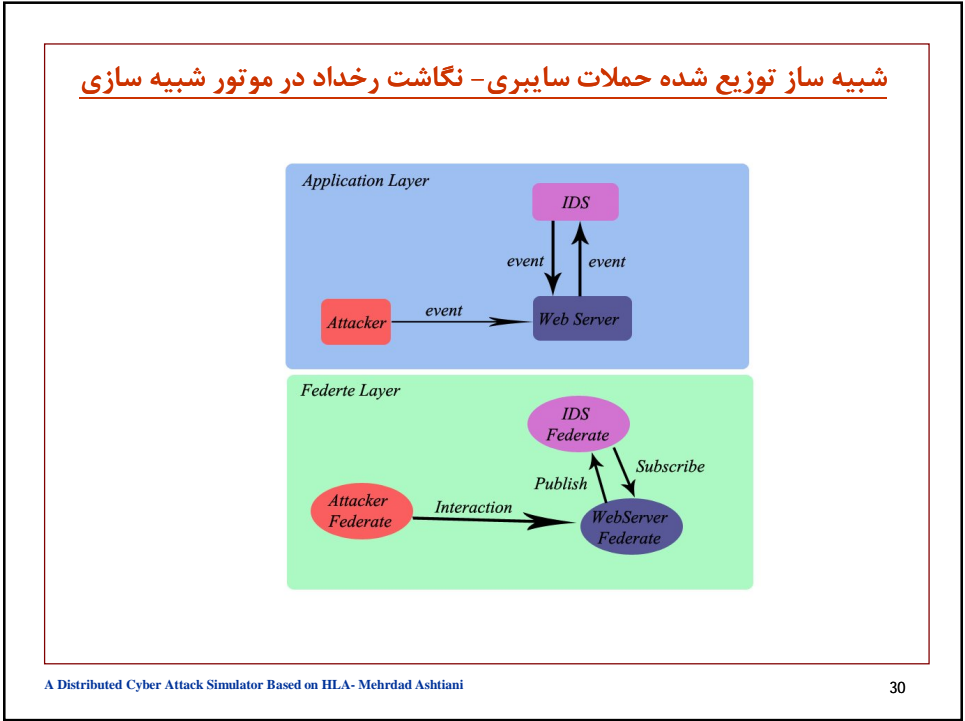 شبیه ساز توزیع شده حملات سایبری- نگاشت رخداد در موتور شبیه سازی
Application Layer
IDS
event
event
Attacker
event
Web Server
Federte Layer
IDS
Federate
Subscribe
Publish
Attacker
Federate
Interaction
WebServer
Federate
A Distributed Cyber Attack Simulator Based on HLA- Mehrdad Ashtiani
30